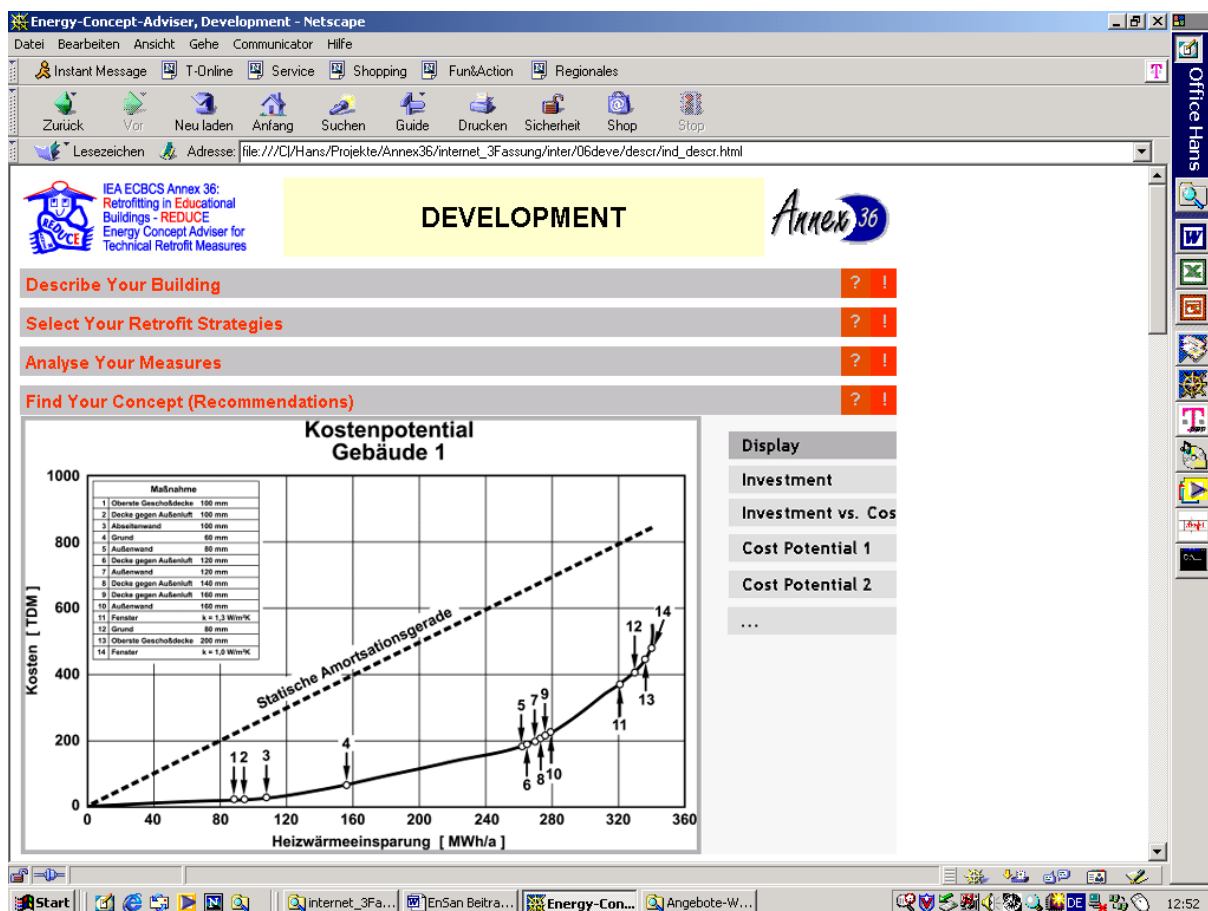 Energy-Concept-Adviser, Development - Netscape
Datei Bearbeiten Ansicht Gehe Communicator Hilfe
Instant Message T-Online Service Shopping Fun&Action Regionales
Zurück Vor Neu laden Anfang Suchen Guide Drucken Sicherheit Shop Stop
Lesezeichen Adresse: file:///C|/Hans/Projekte/Annex36/internet_3Fassung/inter/06deve/descr/ind_descr.html
Office Hans
REDUCE
IEA ECBCS Annex 36:
Retrofitting in Educational
Buildings - REDUCE
Energy Concept Adviser for
Technical Retrofit Measures
DEVELOPMENT
Annex 36
Describe Your Building ? !
Select Your Retrofit Strategies ? !
Analyse Your Measures ? !
Find Your Concept (Recommendations) ? !
Kostenpotential
Gebäude 1
Kosten [ TDM ]
1000
800
600
400
200
0
Maßnahme
1 Oberste Geschoßdecke 100 mm
2 Decke gegen Außenluft 100 mm
3 Abseitenwand 100 mm
4 Grund 60 mm
5 Außenwand 80 mm
6 Decke gegen Außenluft 120 mm
7 Außenwand 120 mm
8 Decke gegen Außenluft 140 mm
9 Decke gegen Außenluft 160 mm
10 Außenwand 160 mm
11 Fenster k = 1,3 W/m²K
12 Grund 80 mm
13 Oberste Geschoßdecke 200 mm
14 Fenster k = 1,0 W/m²K
Statische Amortsationsgerade
1 2 3 4 5 6 7 8 9 10 11 12 13 14
0 40 80 120 160 200 240 280 320 360
Heizwärmeeinsparung [ MWh/a ]
Display
Investment
Investment vs. Cos
Cost Potential 1
Cost Potential 2
...
Start internet_3Fa... EnSan Beitra... Energy-Con... Angebote-W... DE 12:52